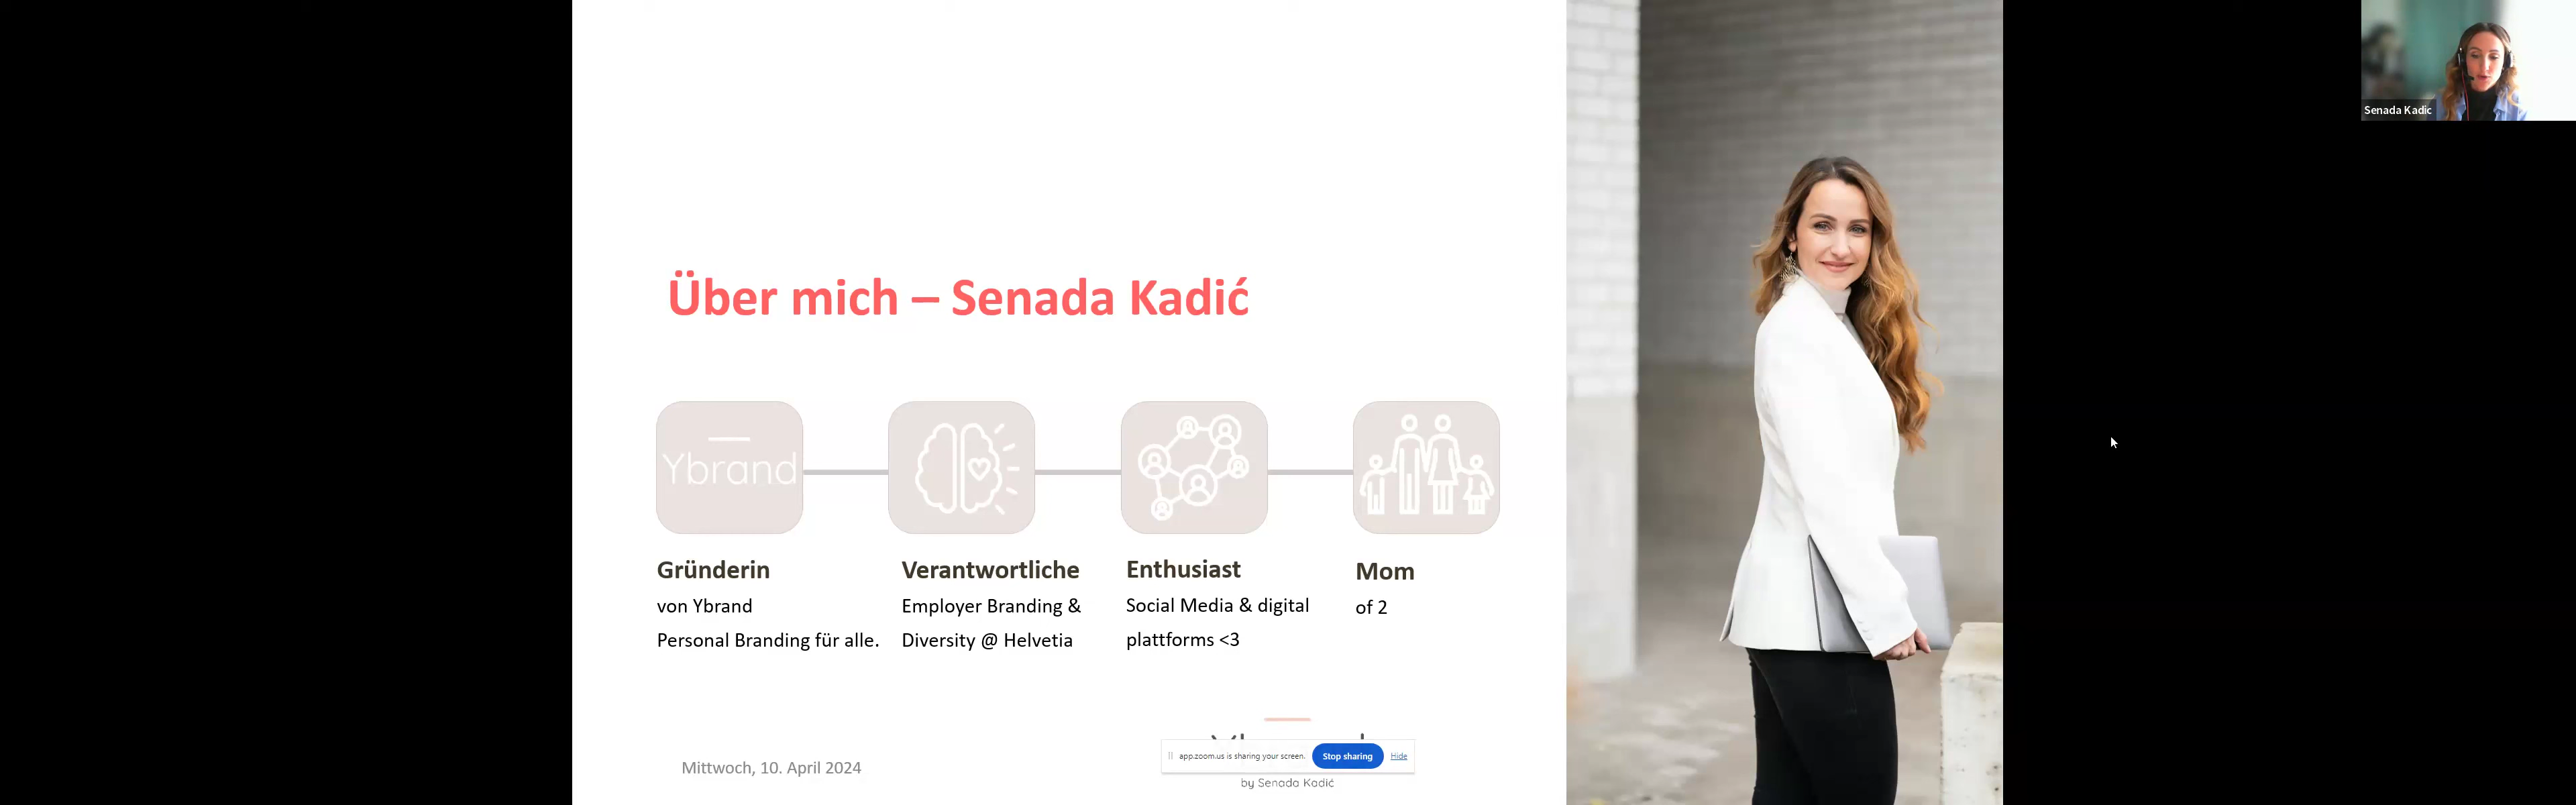 Senada Kadic
Über mich – Senada Kadić
Ybrand
Gründerin
von Ybrand
Personal Branding für alle.
Verantwortliche
Employer Branding &
Diversity @ Helvetia
Enthusiast
Social Media & digital
plattforms <3
Mom
of 2
Mittwoch, 10. April 2024
app.zoom.us is sharing your screen.
Stop sharing
Hide
by Senada Kadić